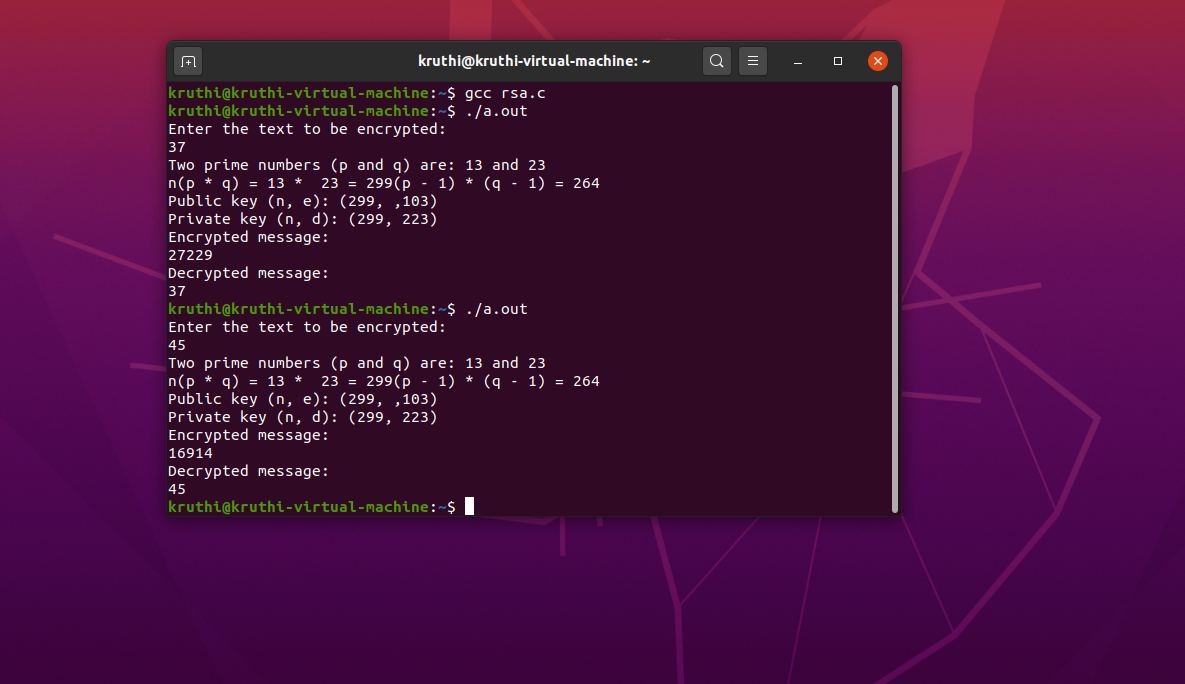 kruthi@kruthi-virtual-machine: ~
kruthi@kruthi-virtual-machine:~$ gcc rsa.c
kruthi@kruthi-virtual-machine:~$ ./a.out
Enter the text to be encrypted:
37
Two prime numbers (p and q) are: 13 and 23
n(p * q) = 13 *  23 = 299(p - 1) * (q - 1) = 264
Public key (n, e): (299, ,103)
Private key (n, d): (299, 223)
Encrypted message:
27229
Decrypted message:
37
kruthi@kruthi-virtual-machine:~$ ./a.out
Enter the text to be encrypted:
45
Two prime numbers (p and q) are: 13 and 23
n(p * q) = 13 *  23 = 299(p - 1) * (q - 1) = 264
Public key (n, e): (299, ,103)
Private key (n, d): (299, 223)
Encrypted message:
16914
Decrypted message:
45
kruthi@kruthi-virtual-machine:~$